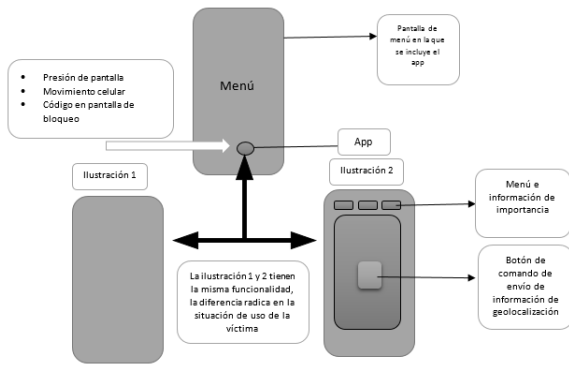 Pantalla de
menú en la que
se incluye el
app
• Presión de pantalla
• Movimiento celular
• Código en pantalla de
bloqueo
Menú
App
Ilustración 1
Ilustración 2
Menú e
información de
importancia
La ilustración 1 y 2 tienen
la misma funcionalidad,
la diferencia radica en la
situación de uso de la
víctima
Botón de
comando de
envío de
información de
geolocalización